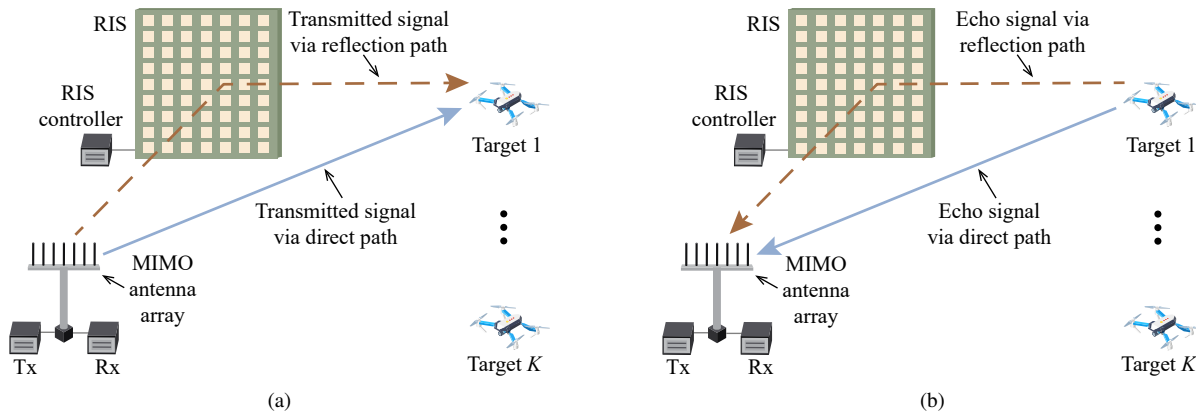 RIS
Transmitted signal
via reflection path
RIS
controller
Target 1
Transmitted signal
via direct path
MIMO
antenna
array
Tx
Rx
Target K
(a)
RIS
Echo signal via
reflection path
RIS
controller
Target 1
Echo signal
via direct path
MIMO
antenna
array
Tx
Rx
Target K
(b)